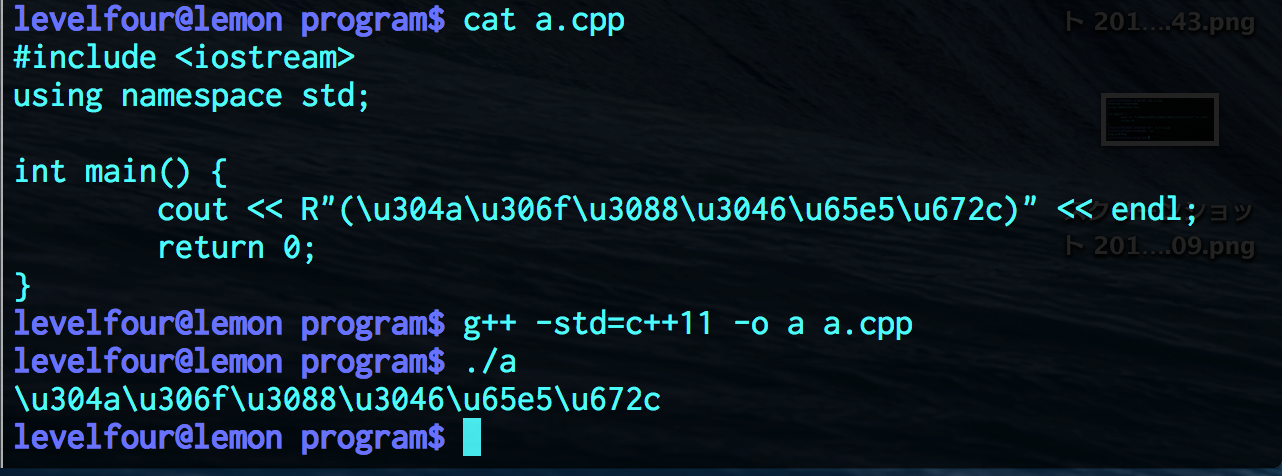 levelfour@lemon program$ cat a.cpp
#include <iostream>
using namespace std;

int main() {
        cout << R"(\u304a\u306f\u3088\u3046\u65e5\u672c)" << endl;
        return 0;
}
levelfour@lemon program$ g++ -std=c++11 -o a a.cpp
levelfour@lemon program$ ./a
\u304a\u306f\u3088\u3046\u65e5\u672c
levelfour@lemon program$
ト 201....43.png
ンショッ
ト 201....09.png